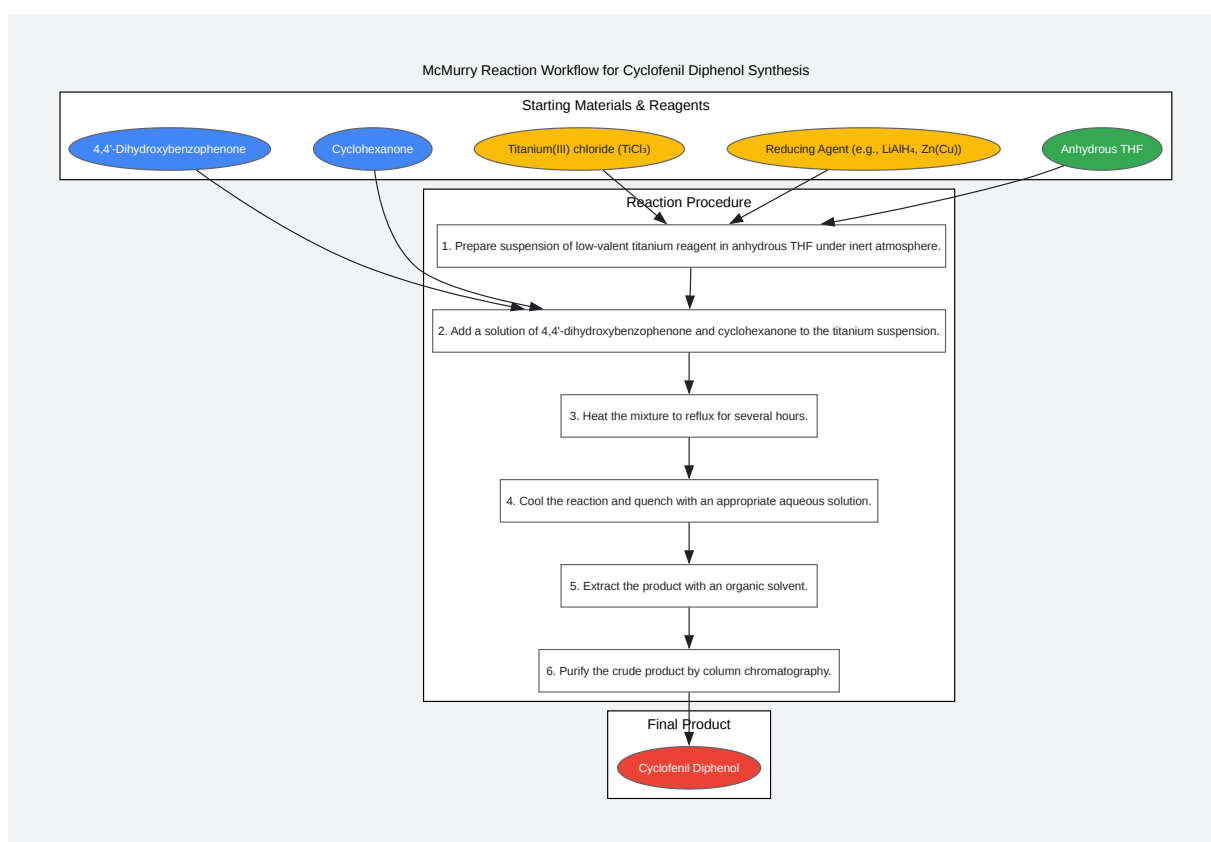 McMurry Reaction Workflow for Cyclofenil Diphenol Synthesis
Starting Materials & Reagents
4,4'-Dihydroxybenzophenone
Cyclohexanone
Titanium(III) chloride (TiCl₃)
Reducing Agent (e.g., LiAlH₄, Zn(Cu))
Anhydrous THF
Reaction Procedure
1. Prepare suspension of low-valent titanium reagent in anhydrous THF under inert atmosphere.
2. Add a solution of 4,4'-dihydroxybenzophenone and cyclohexanone to the titanium suspension.
3. Heat the mixture to reflux for several hours.
4. Cool the reaction and quench with an appropriate aqueous solution.
5. Extract the product with an organic solvent.
6. Purify the crude product by column chromatography.
Final Product
Cyclofenil Diphenol